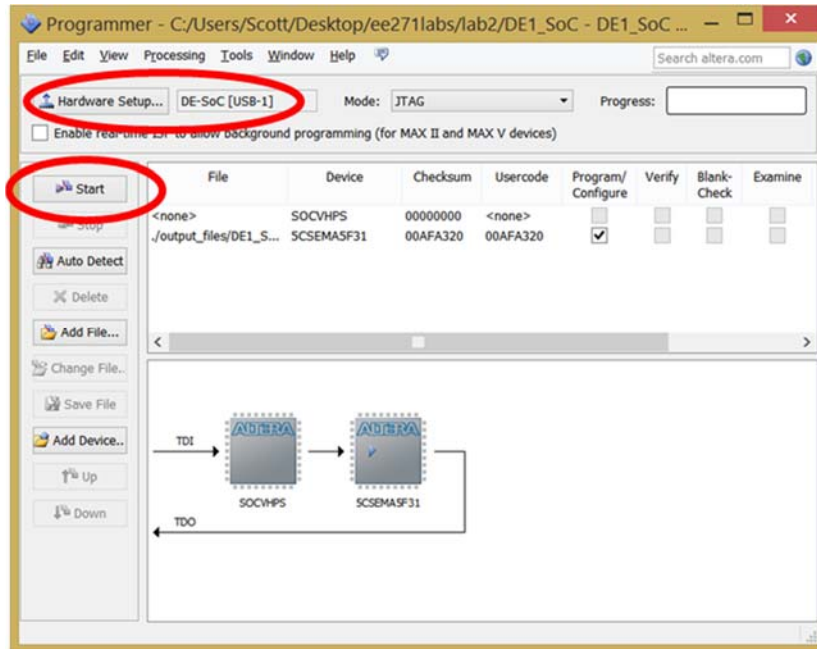 Programmer - C:/Users/Scott/Desktop/ee271labs/lab2/DE1_SoC - DE1_SoC ...
File Edit View Processing Tools Window Help
Search altera.com
Hardware Setup... DE-SoC [USB-1] Mode: JTAG Progress:
Enable real-time ISP to allow background programming (for MAX II and MAX V devices)
Start
Stop
Auto Detect
Delete
Add File...
Change File..
Save File
Add Device..
Up
Down
File Device Checksum Usercode Program/ Verify Blank- Examine
Configure Check
<none> SOCVHPS 00000000 <none>
./output_files/DE1_S... 5CSEMA5F31 00AFA320 00AFA320
ALTERA ALTERA
TDI
SOCVHPS 5CSEMA5F31
TDO